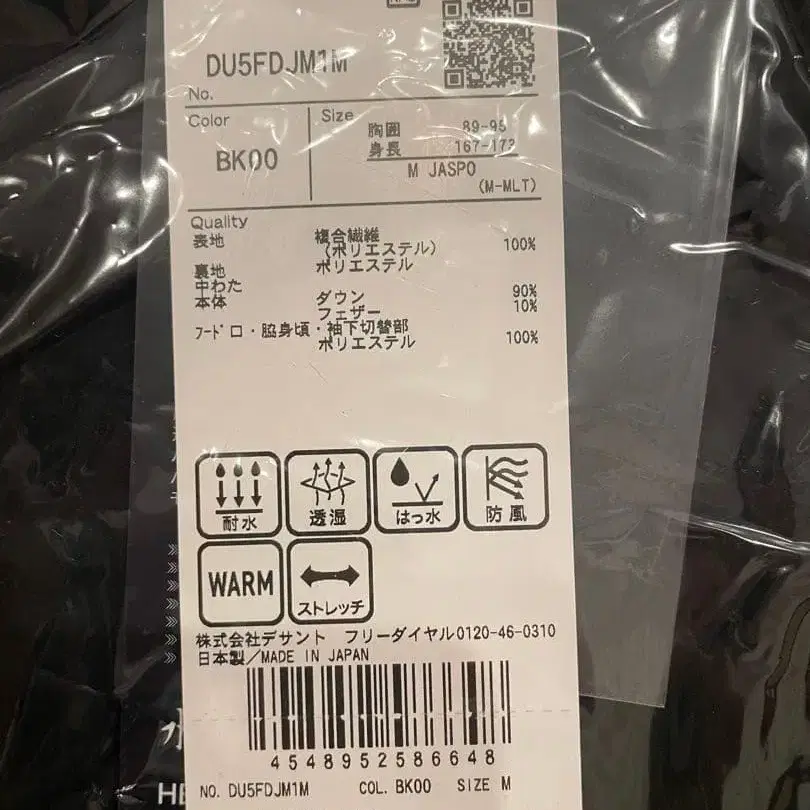 DU5FDJM1M
No.
Color
BK00
Size
胸囲 89-95
身長 167-173
M JASPO
(M-MLT)
Quality
表地 複合繊維
(ポリエステル) 100%
裏地 ポリエステル
中わた
本体 ダウン 90%
フェザー 10%
フード口・脇身頃・袖下切替部
ポリエステル 100%
耐水 透湿 はっ水 防風
WARM ストレッチ
株式会社デサント フリーダイヤル0120-46-0310
日本製/MADE IN JAPAN
4548952586648
NO. DU5FDJM1M COL. BK00 SIZE M